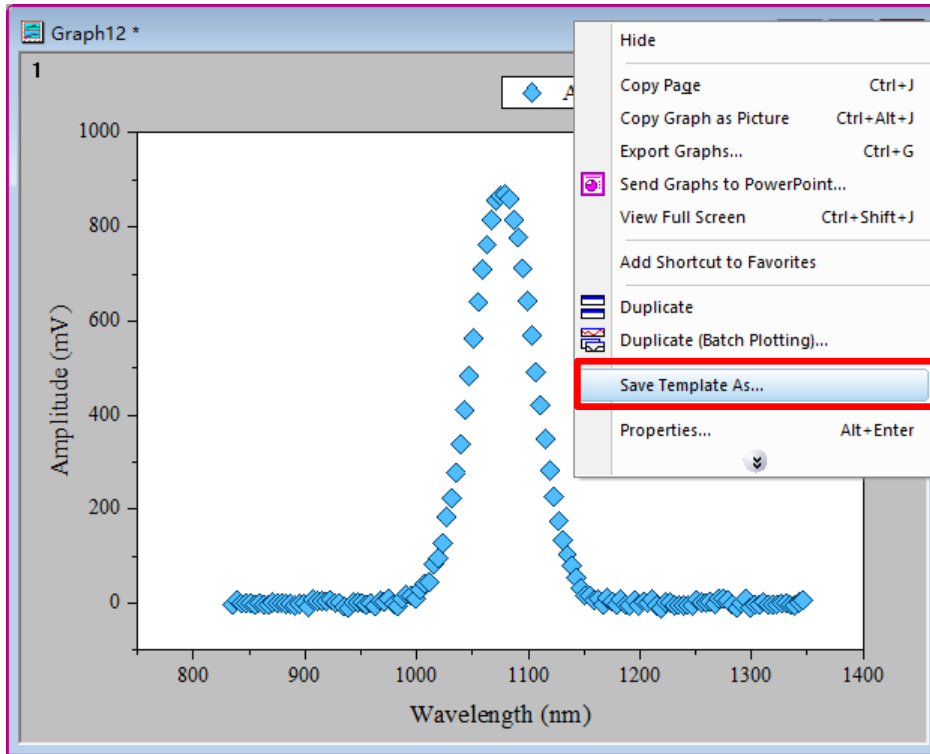 Graph12 *
1
A
Hide
Copy Page Ctrl+J
Copy Graph as Picture Ctrl+Alt+J
Export Graphs... Ctrl+G
Send Graphs to PowerPoint...
View Full Screen Ctrl+Shift+J
Add Shortcut to Favorites
Duplicate
Duplicate (Batch Plotting)...
Save Template As...
Properties... Alt+Enter
1000
800
600
400
200
0
Amplitude (mV)
800 900 1000 1100 1200 1300 1400
Wavelength (nm)